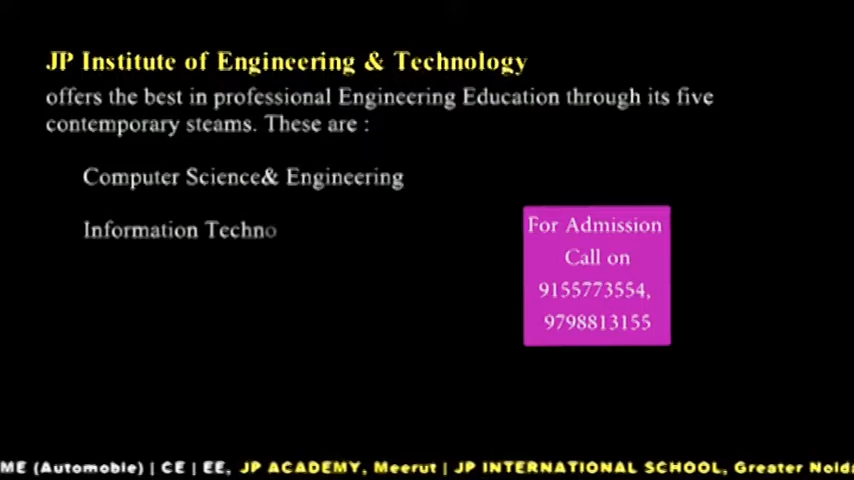 JP Institute of Engineering & Technology
offers the best in professional Engineering Education through its five
contemporary steams. These are :
Computer Science& Engineering
Information Techno
For Admission
Call on
9155773554,
9798813155
ME (Automobie) | CE | EE, JP ACADEMY, Meerut | JP INTERNATIONAL SCHOOL, Greater Noida